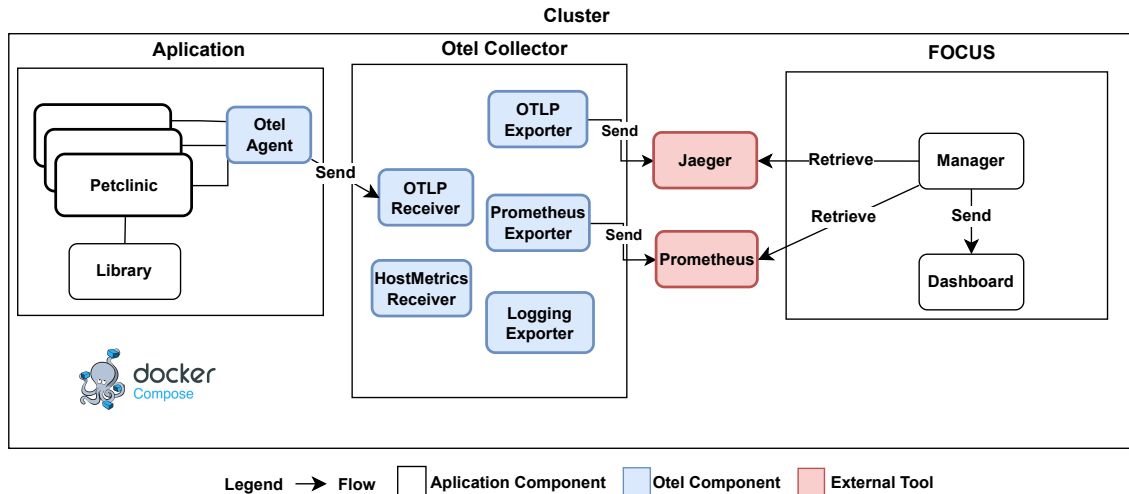 Cluster
Aplication
Otel Collector
FOCUS
Otel
Agent
Petclinic
Library
Send
OTLP
Exporter
Send
OTLP
Receiver
Prometheus
Exporter
Send
HostMetrics
Receiver
Logging
Exporter
Jaeger
Prometheus
Retrieve
Retrieve
Manager
Send
Dashboard
docker
Compose
Legend
Flow
Aplication Component
Otel Component
External Tool